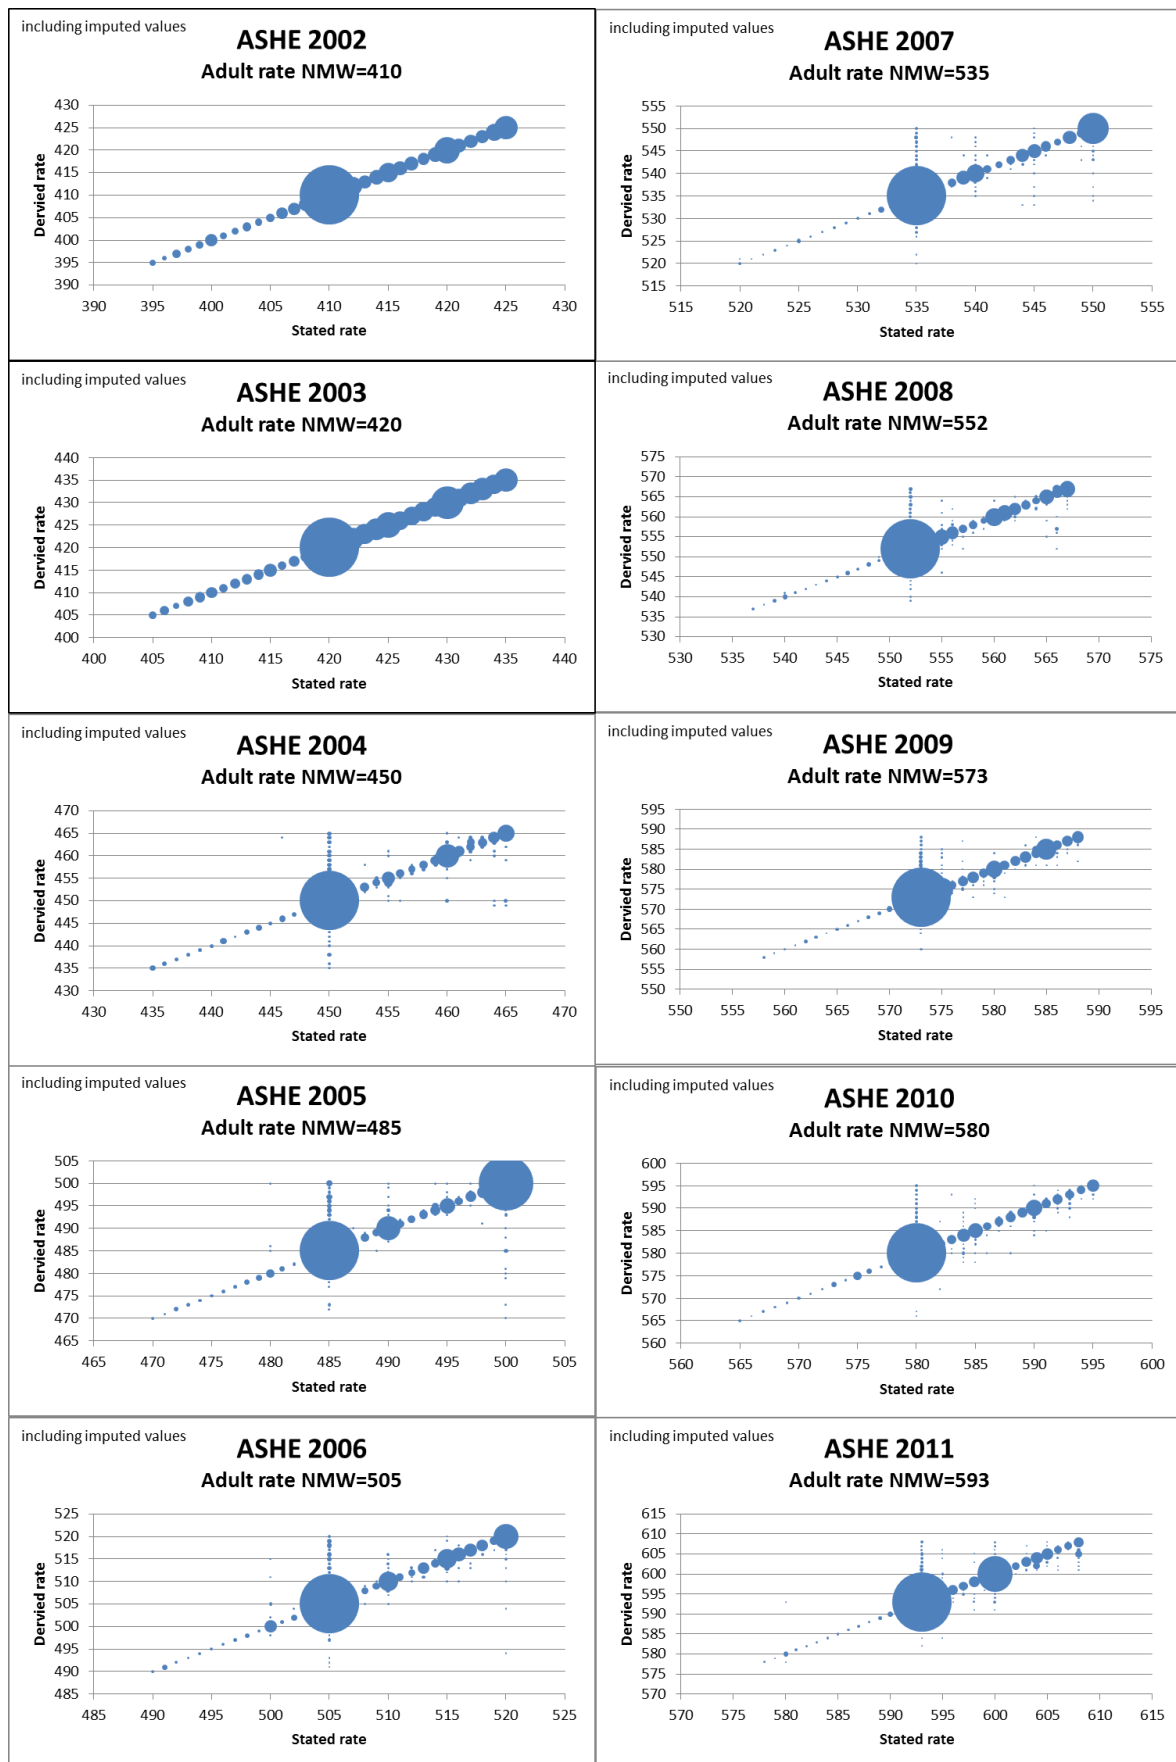 including imputed values
ASHE 2002
Adult rate NMW=410
Dervied rate
430
425
420
415
410
405
400
395
390
390 395 400 405 410 415 420 425 430
Stated rate
including imputed values
ASHE 2007
Adult rate NMW=535
Dervied rate
555
550
545
540
535
530
525
520
515
515 520 525 530 535 540 545 550 555
Stated rate
including imputed values
ASHE 2003
Adult rate NMW=420
Dervied rate
440
435
430
425
420
415
410
405
400
400 405 410 415 420 425 430 435 440
Stated rate
including imputed values
ASHE 2008
Adult rate NMW=552
Dervied rate
575
570
565
560
555
550
545
540
535
530
530 535 540 545 550 555 560 565 570 575
Stated rate
including imputed values
ASHE 2004
Adult rate NMW=450
Dervied rate
470
465
460
455
450
445
440
435
430
430 435 440 445 450 455 460 465 470
Stated rate
including imputed values
ASHE 2009
Adult rate NMW=573
Dervied rate
595
590
585
580
575
570
565
560
555
550
550 555 560 565 570 575 580 585 590 595
Stated rate
including imputed values
ASHE 2005
Adult rate NMW=485
Dervied rate
505
500
495
490
485
480
475
470
465
465 470 475 480 485 490 495 500 505
Stated rate
including imputed values
ASHE 2010
Adult rate NMW=580
Dervied rate
600
595
590
585
580
575
570
565
560
560 565 570 575 580 585 590 595 600
Stated rate
including imputed values
ASHE 2006
Adult rate NMW=505
Dervied rate
525
520
515
510
505
500
495
490
485
485 490 495 500 505 510 515 520 525
Stated rate
including imputed values
ASHE 2011
Adult rate NMW=593
Dervied rate
615
610
605
600
595
590
585
580
575
570
570 575 580 585 590 595 600 605 610 615
Stated rate